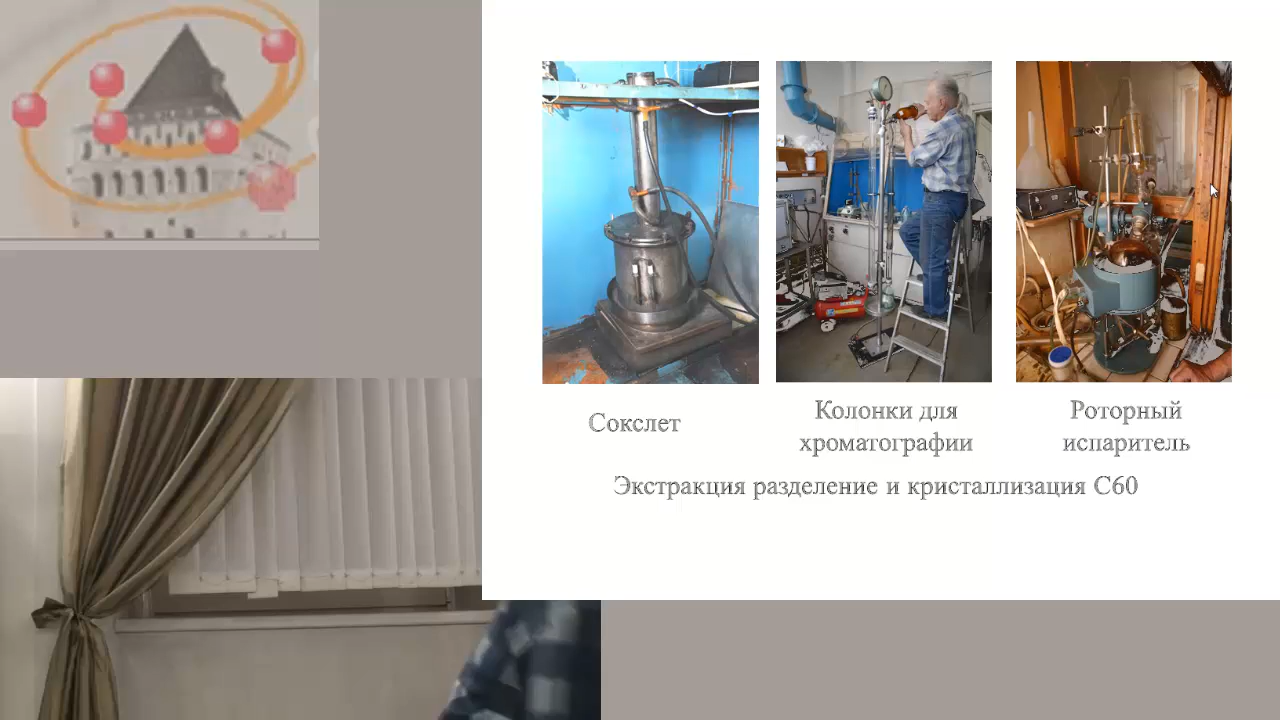 Сокслет
Колонки для
хроматографии
Роторный
испаритель
Экстракция разделение и кристаллизация С60